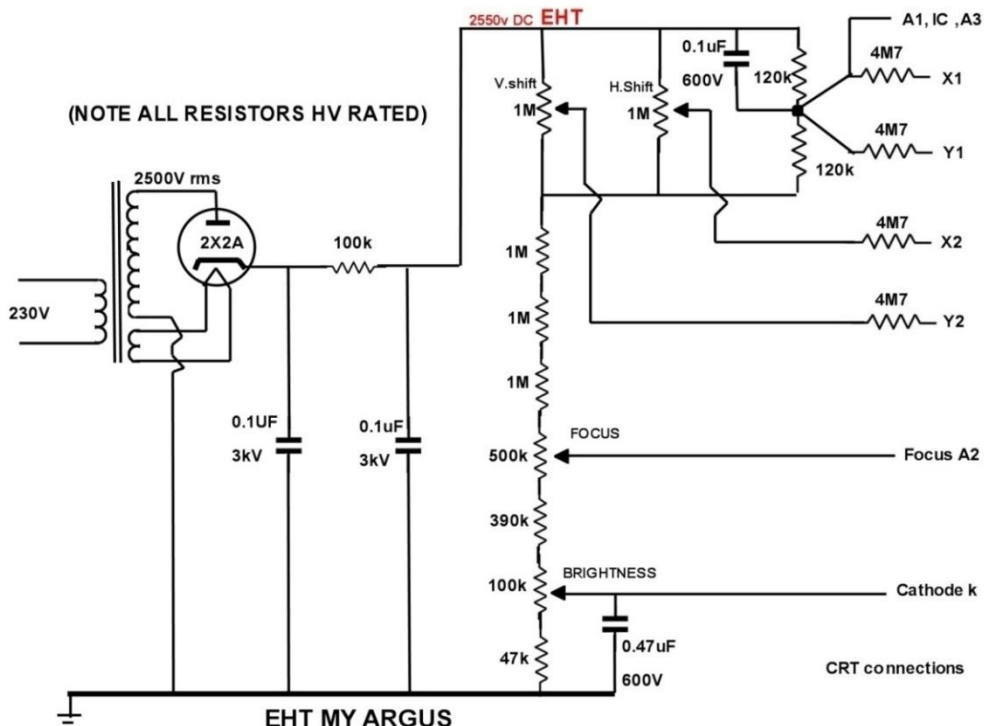 2550v DC EHT
A1, IC ,A3
0.1uF
4M7
600V
120k
X1
V.shift
H.Shift
1M
1M
(NOTE ALL RESISTORS HV RATED)
4M7
Y1
120k
2500V rms
2X2A
100k
4M7
X2
1M
230V
4M7
Y2
1M
1M
0.1UF
3kV
0.1uF
3kV
FOCUS
500k
Focus A2
390k
BRIGHTNESS
100k
Cathode k
0.47uF
47k
600V
CRT connections
EHT MY ARGUS